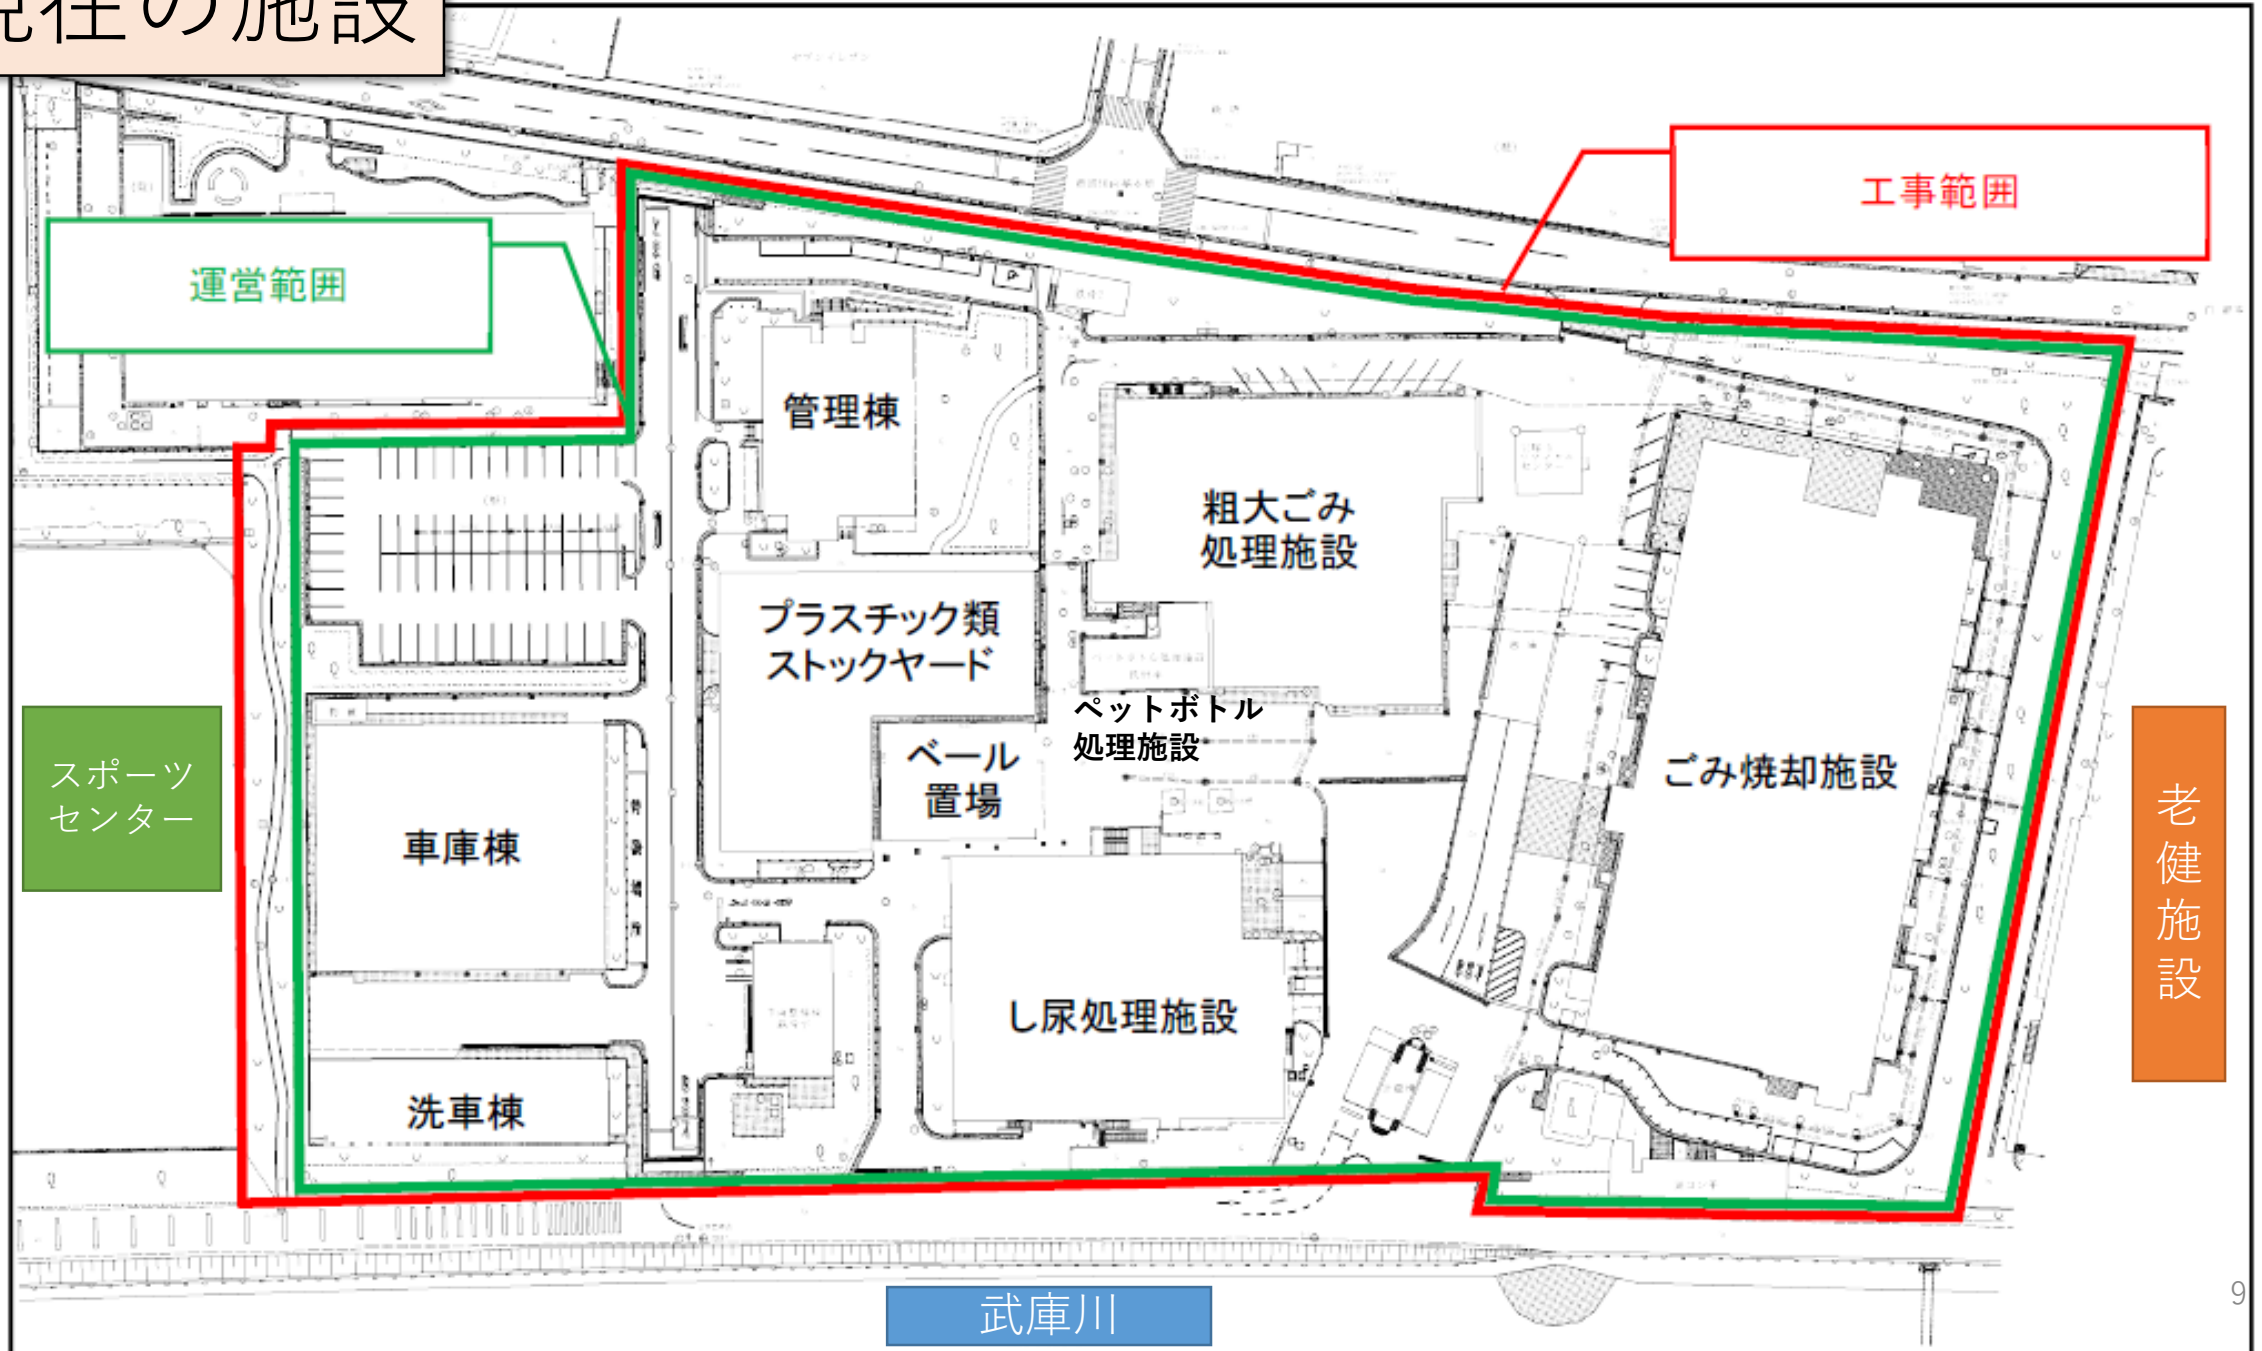 現在の施設
工事範囲
運営範囲
管理棟
粗大ごみ
処理施設
プラスチック類
ストックヤード
ペットボトル
処理施設
ベール
置場
ごみ焼却施設
スポーツ
センター
車庫棟
老健施設
し尿処理施設
洗車棟
武庫川
9